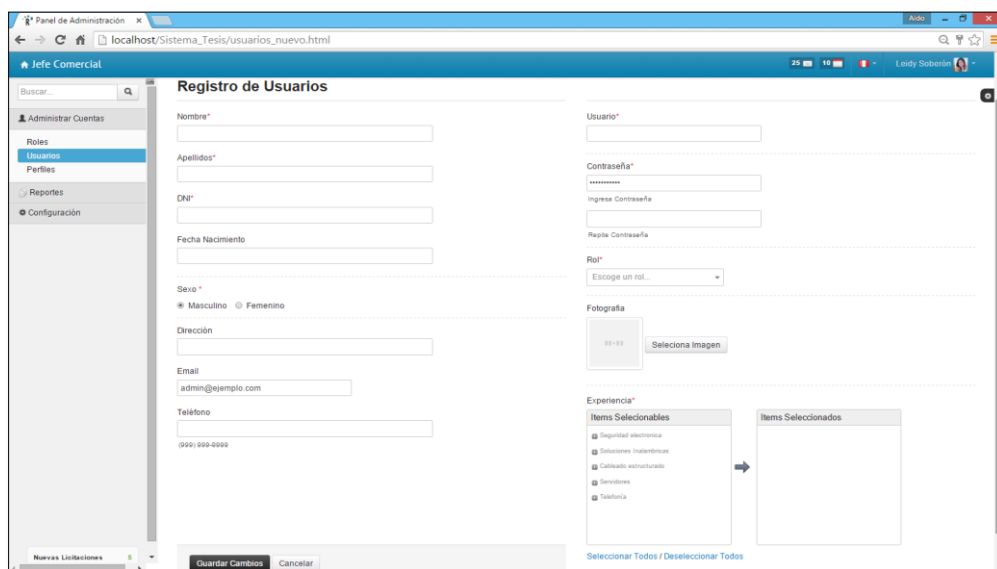 Panel de Administración
Aldo
localhost/Sistema_Tesis/usuarios_nuevo.html
Jefe Comercial
25
10
Leidy Soberón
Buscar...
Administrar Cuentas
Roles
Usuarios
Perfiles
Reportes
Configuración
Nuevas Licitaciones 5
Registro de Usuarios
Nombre*
Apellidos*
DNI*
Fecha Nacimiento
Sexo *
Masculino Femenino
Dirección
Email
admin@ejemplo.com
Teléfono
(999) 999-9999
Guardar Cambios Cancelar
Usuario*
Contraseña*
Ingrese Contraseña
Repita Contraseña
Rol*
Escoge un rol...
Fotografia
Seleciona Imagen
Experiencia*
Items Selecionables
Seguridad electronica
Soluciones Inalambricas
Cableado estructurado
Servidores
Telefonía
Items Seleccionados
Seleccionar Todos / Deseleccionar Todos